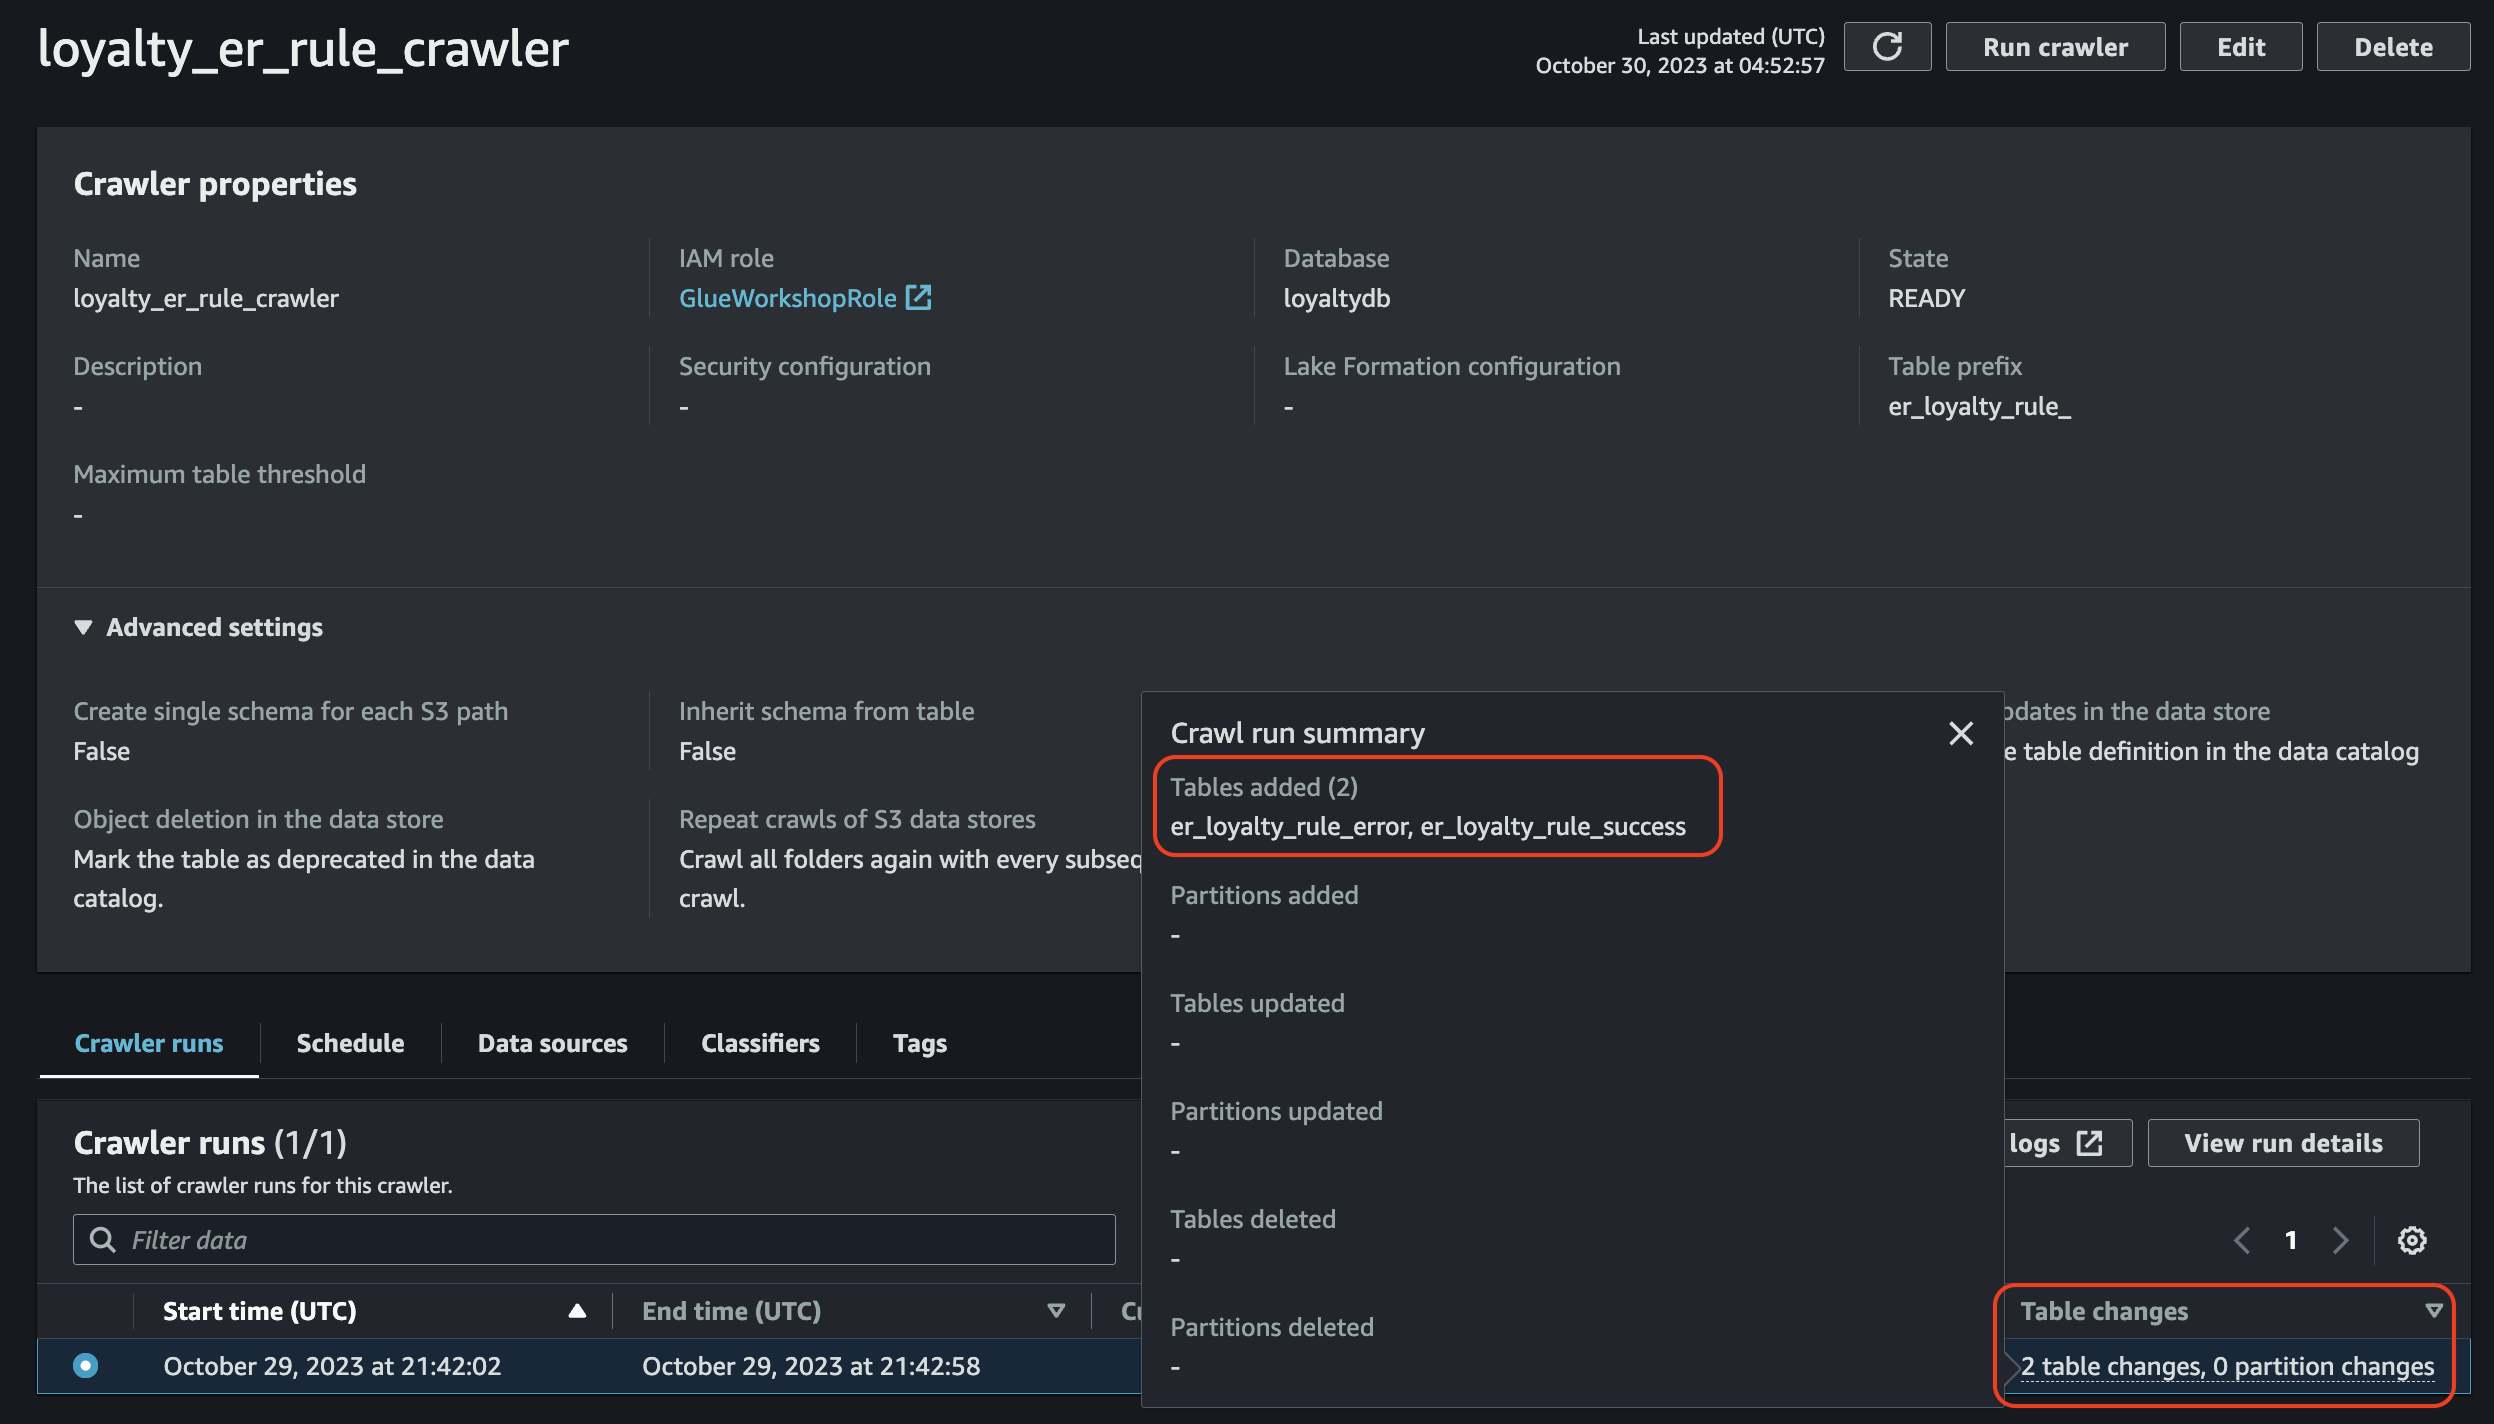 loyalty_er_rule_crawler
Last updated (UTC)
October 30, 2023 at 04:52:57
Run crawler
Edit
Delete
Crawler properties
Name
loyalty_er_rule_crawler
IAM role
GlueWorkshopRole
Database
loyaltydb
State
READY
Description
-
Security configuration
-
Lake Formation configuration
-
Table prefix
er_loyalty_rule_
Maximum table threshold
-
Advanced settings
Create single schema for each S3 path
False
Inherit schema from table
False
dates in the data store
e table definition in the data catalog
Object deletion in the data store
Mark the table as deprecated in the data
catalog.
Repeat crawls of S3 data stores
Crawl all folders again with every subseq
crawl.
Crawl run summary
Tables added (2)
er_loyalty_rule_error, er_loyalty_rule_success
Partitions added
-
Tables updated
-
Partitions updated
-
Tables deleted
-
Partitions deleted
-
Crawler runs
Schedule
Data sources
Classifiers
Tags
Crawler runs (1/1)
The list of crawler runs for this crawler.
logs
View run details
Filter data
1
Start time (UTC)
End time (UTC)
Table changes
October 29, 2023 at 21:42:02
October 29, 2023 at 21:42:58
2 table changes, 0 partition changes